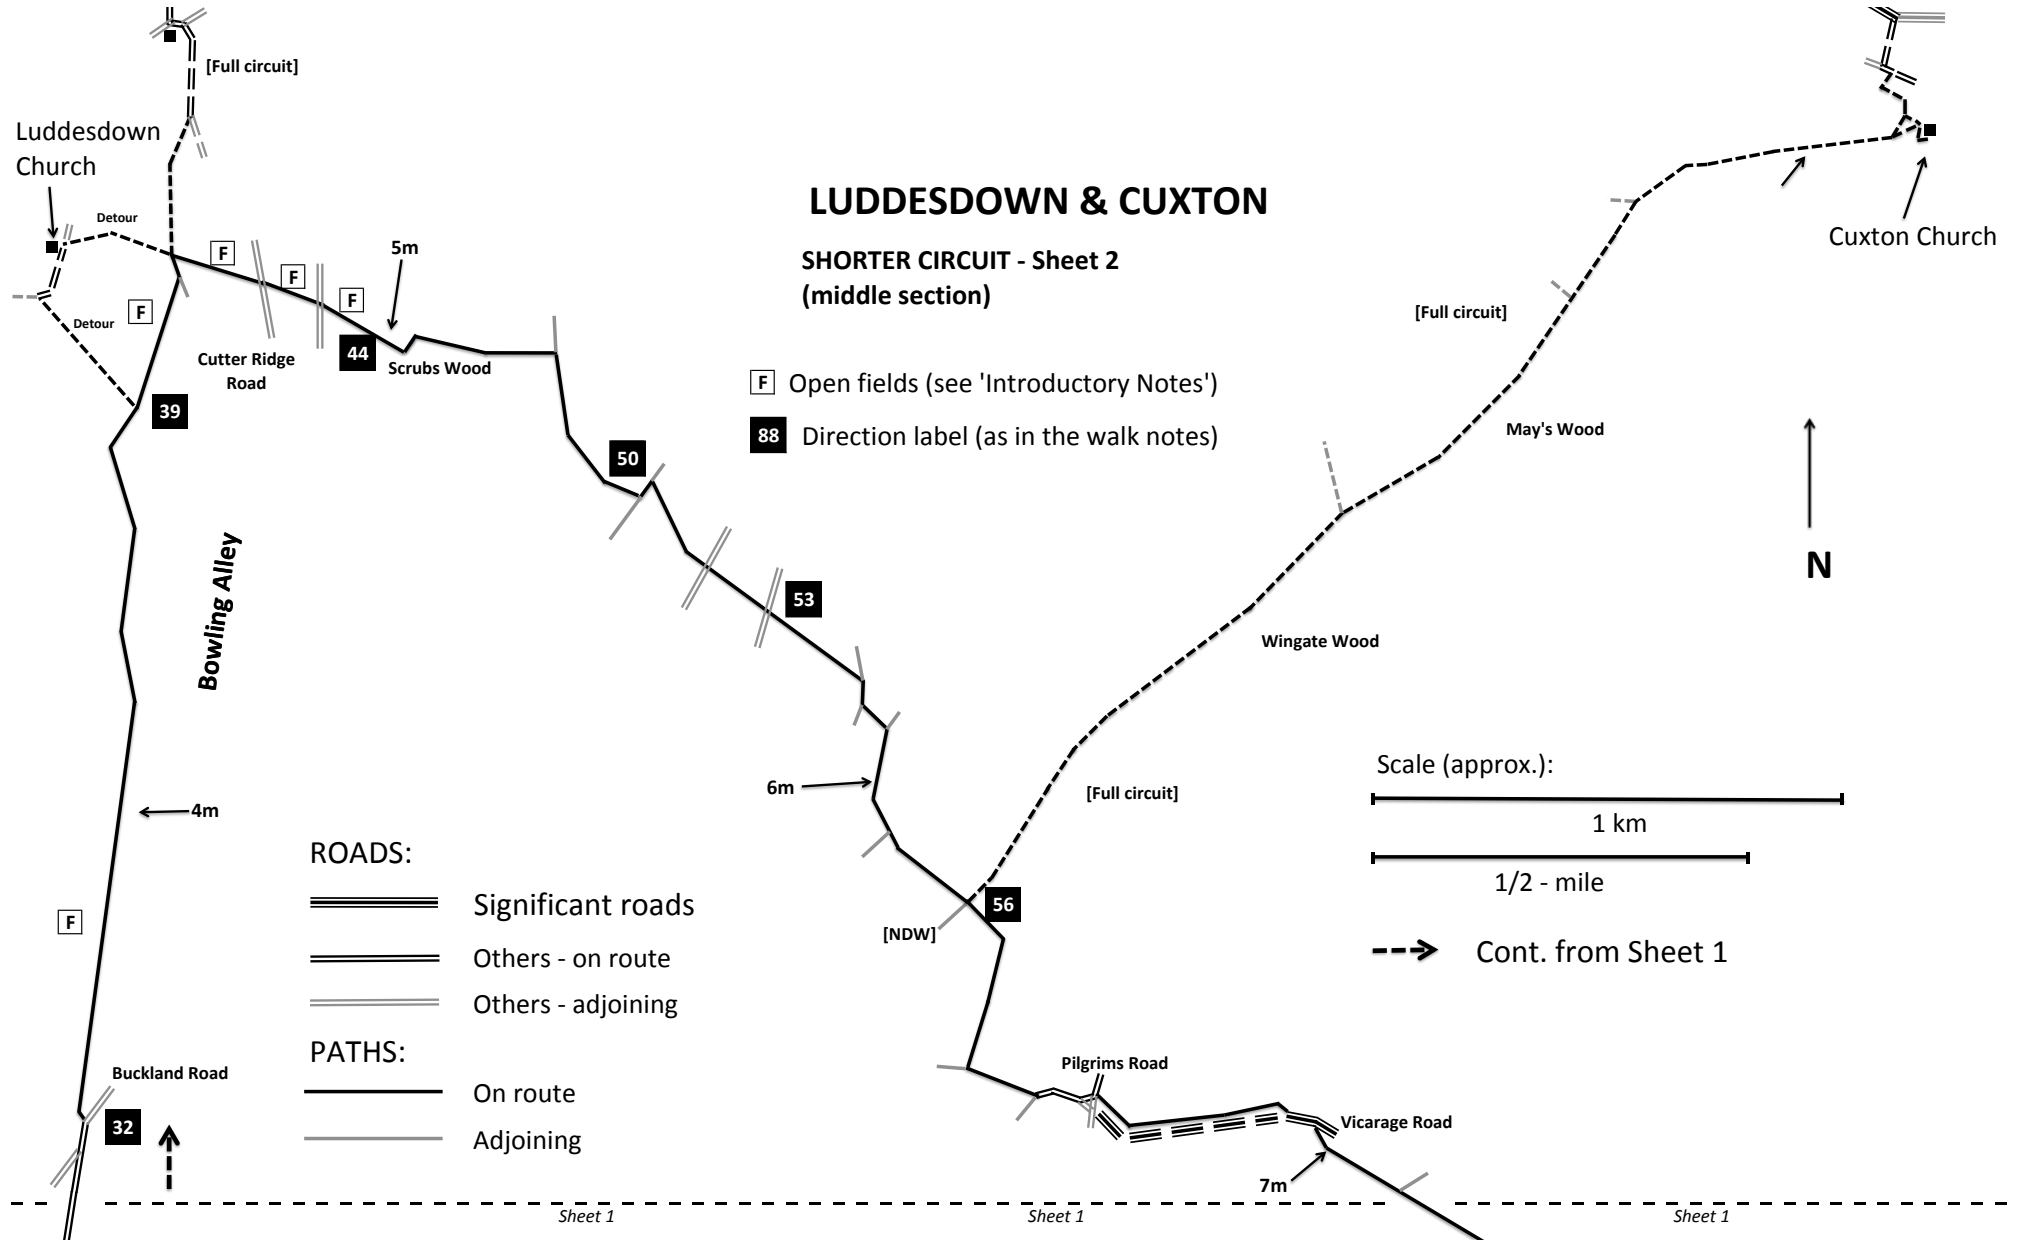 [Full circuit]
Luddesdown
Church
Detour
F
F
5m
F
F
Detour
Cutter Ridge
Road
44
Scrubs Wood
39
LUDDESDOWN & CUXTON
SHORTER CIRCUIT - Sheet 2
(middle section)
F Open fields (see 'Introductory Notes')
88 Direction label (as in the walk notes)
Cuxton Church
[Full circuit]
May's Wood
N
50
Bowling Alley
53
Wingate Wood
6m
[Full circuit]
4m
Scale (approx.):
1 km
1/2 - mile
Cont. from Sheet 1
ROADS:
Significant roads
Others - on route
Others - adjoining
PATHS:
On route
Adjoining
F
56
[NDW]
Buckland Road
32
Pilgrims Road
Vicarage Road
7m
Sheet 1
Sheet 1
Sheet 1